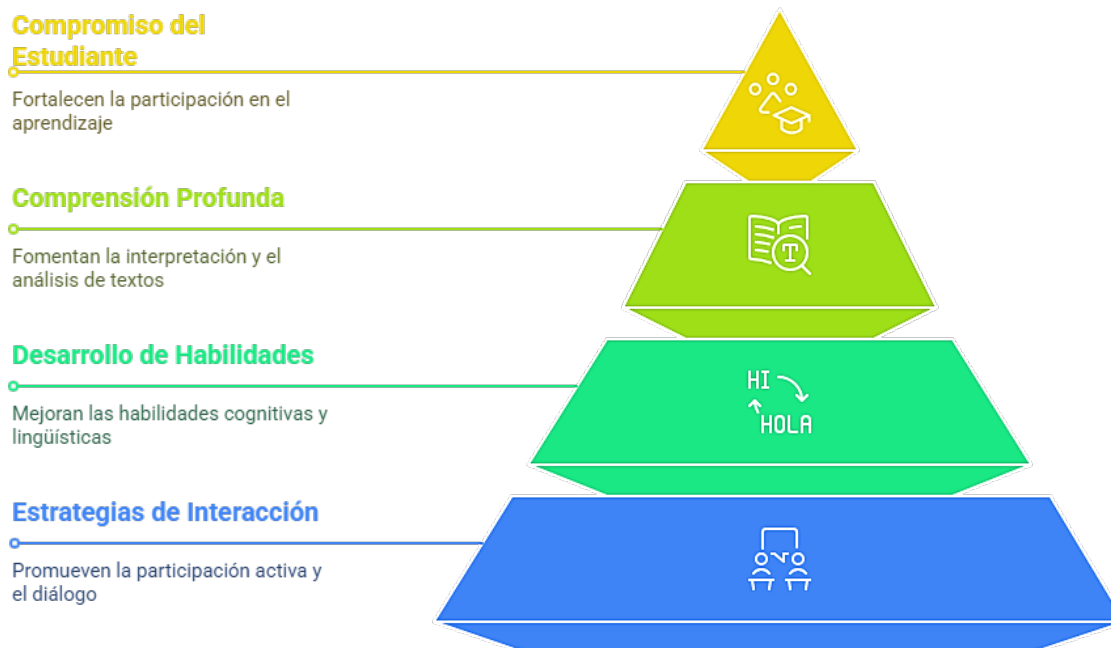 Compromiso del
Estudiante
Fortalecen la participación en el
aprendizaje
Comprensión Profunda
Fomentan la interpretación y el
análisis de textos
T
Desarrollo de Habilidades
Mejoran las habilidades cognitivas y
lingüísticas
HI
HOLA
Estrategias de Interacción
Promueven la participación activa y
el diálogo